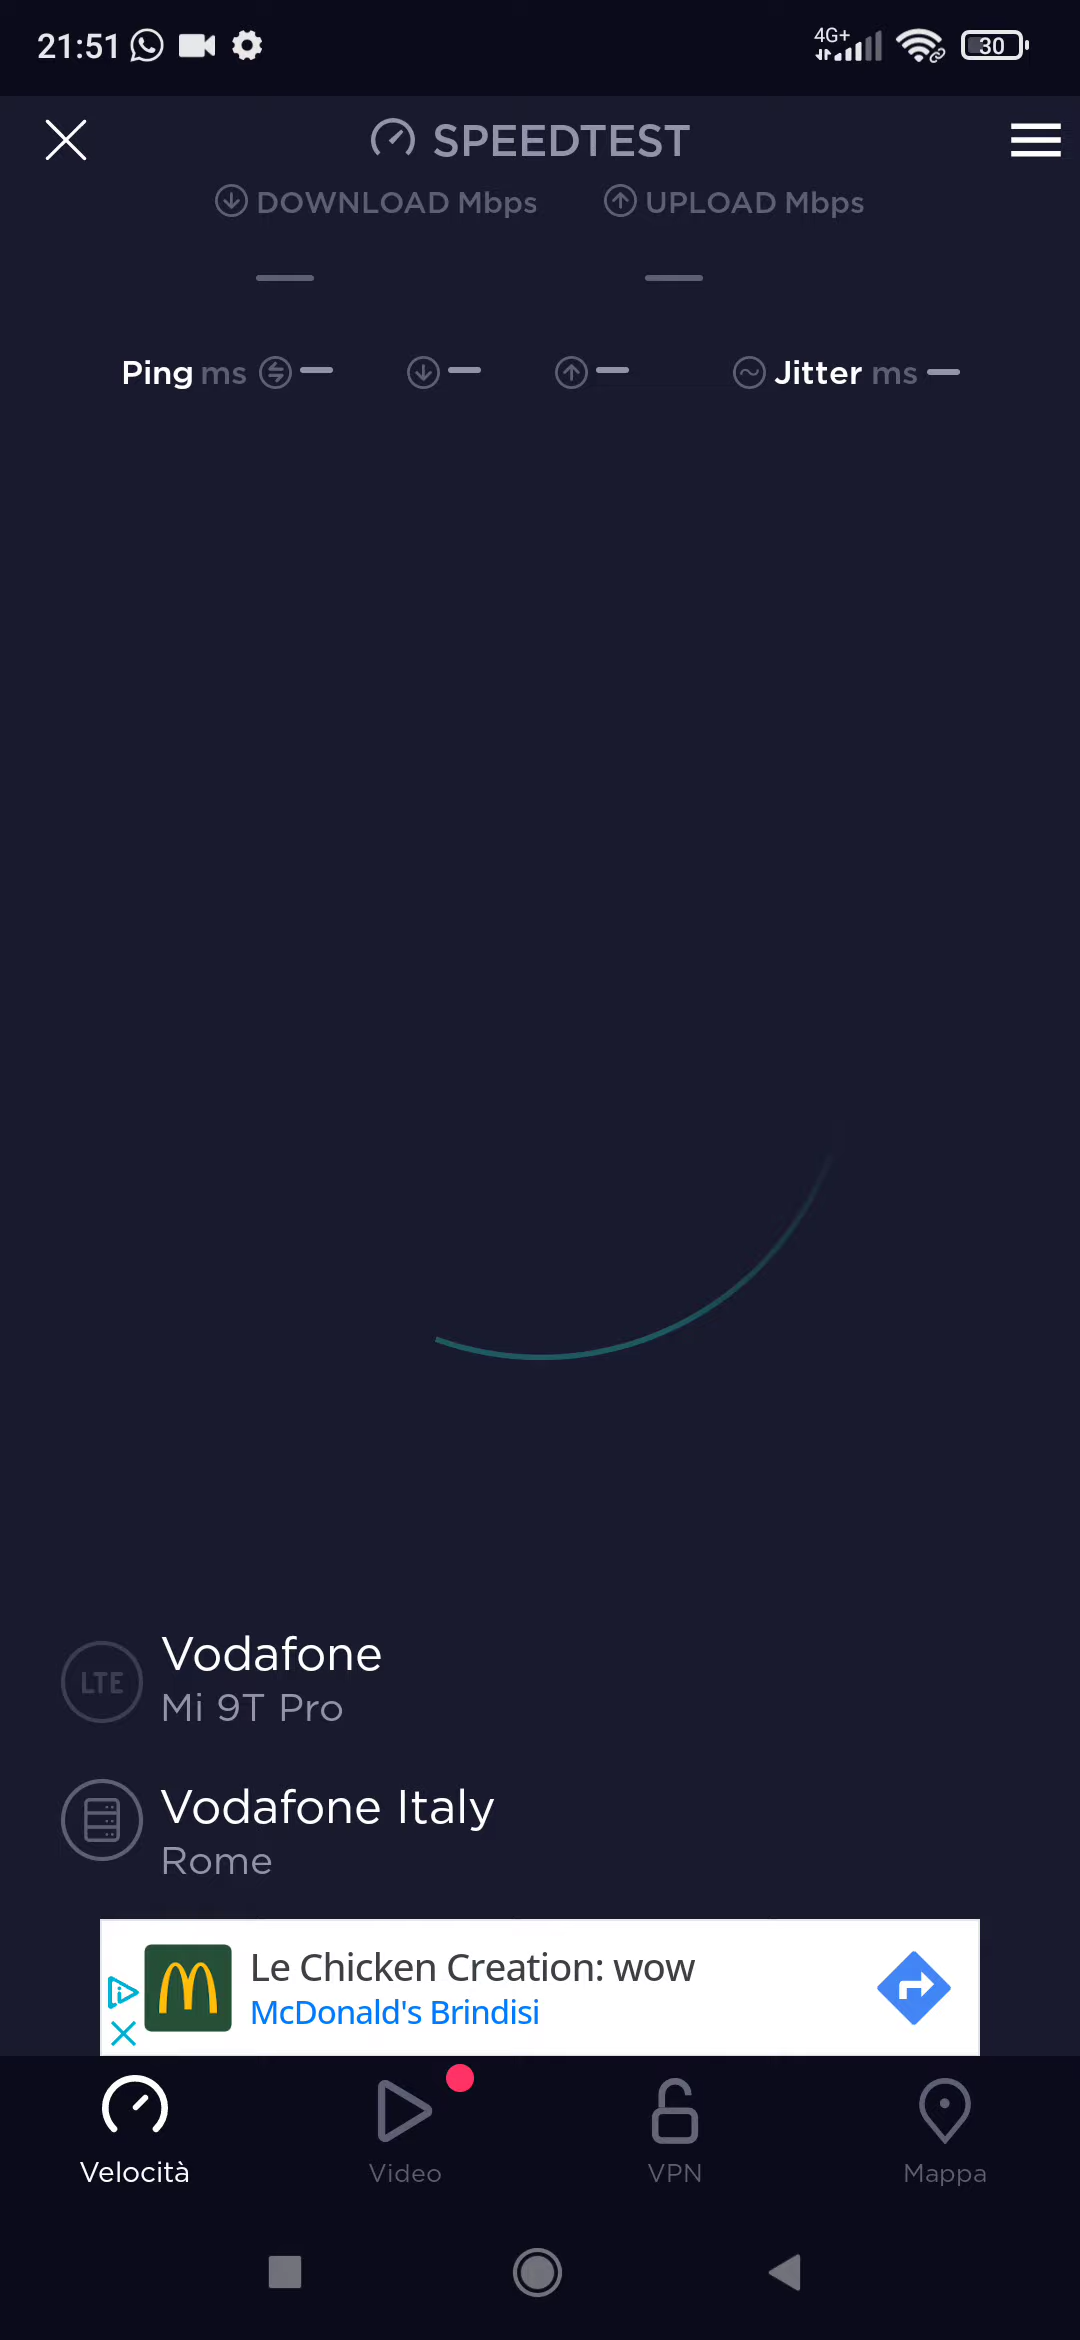 21:51 4G+ 30
SPEEDTEST
DOWNLOAD Mbps UPLOAD Mbps
— —
Ping ms — — — Jitter ms —
LTE Vodafone
Mi 9T Pro
Vodafone Italy
Rome
Le Chicken Creation: wow
McDonald's Brindisi
Velocità Video VPN Mappa